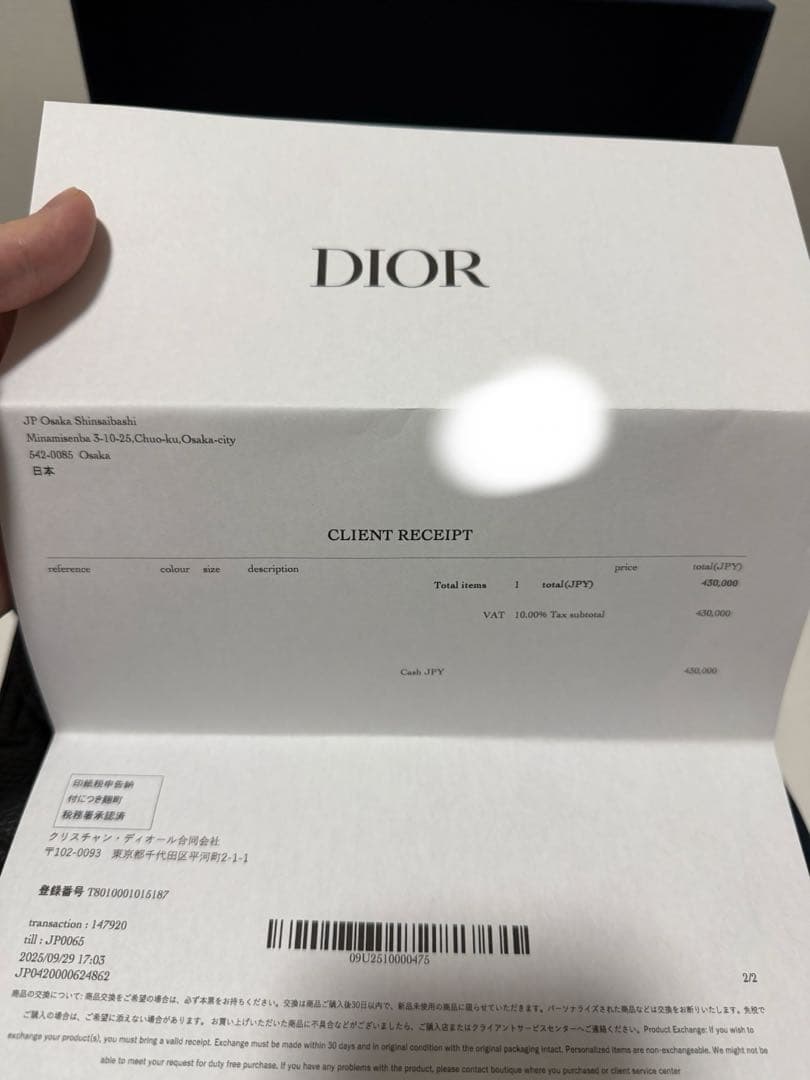 DIOR
JP Osaka Shinsaibashi
Minamisenba 3-10-25,Chuo-ku,Osaka-city
542-0085 Osaka
日本
CLIENT RECEIPT
reference colour size description price total(JPY)
Total items 1 total(JPY) 430,000
VAT 10.00% Tax subtotal 430,000
Cash JPY 430,000
印紙税申告納
付につき麹町
税務署承認済
クリスチャン・ディオール合同会社
〒102-0093 東京都千代田区平河町2-1-1
登録番号 T8010001015187
transaction : 147920
till : JP0065
2025/09/29 17:03
JP0420000624862
09U2510000475
2/2
商品の交換について: 商品交換をご希望の場合は、必ず本票をお持ちください。交換は商品ご購入後30日以内で、新品未使用の商品に限らせていただきます。パーソナライズされた商品などは交換をお断りいたします。免税で
ご購入の場合は、ご希望に添えない場合があります。 お買い上げいただいた商品に不具合などがございましたら、ご購入店またはクライアントサービスセンターへご連絡ください。Product Exchange: If you wish to
exchange your product(s), you must bring a valid receipt. Exchange must be made within 30 days and in original condition with the original packaging intact. Personalized items are non-exchangeable. We might not be
able to meet your request for duty free purchase. If you have any problems with the product, please contact boutique where you purchased or client service center